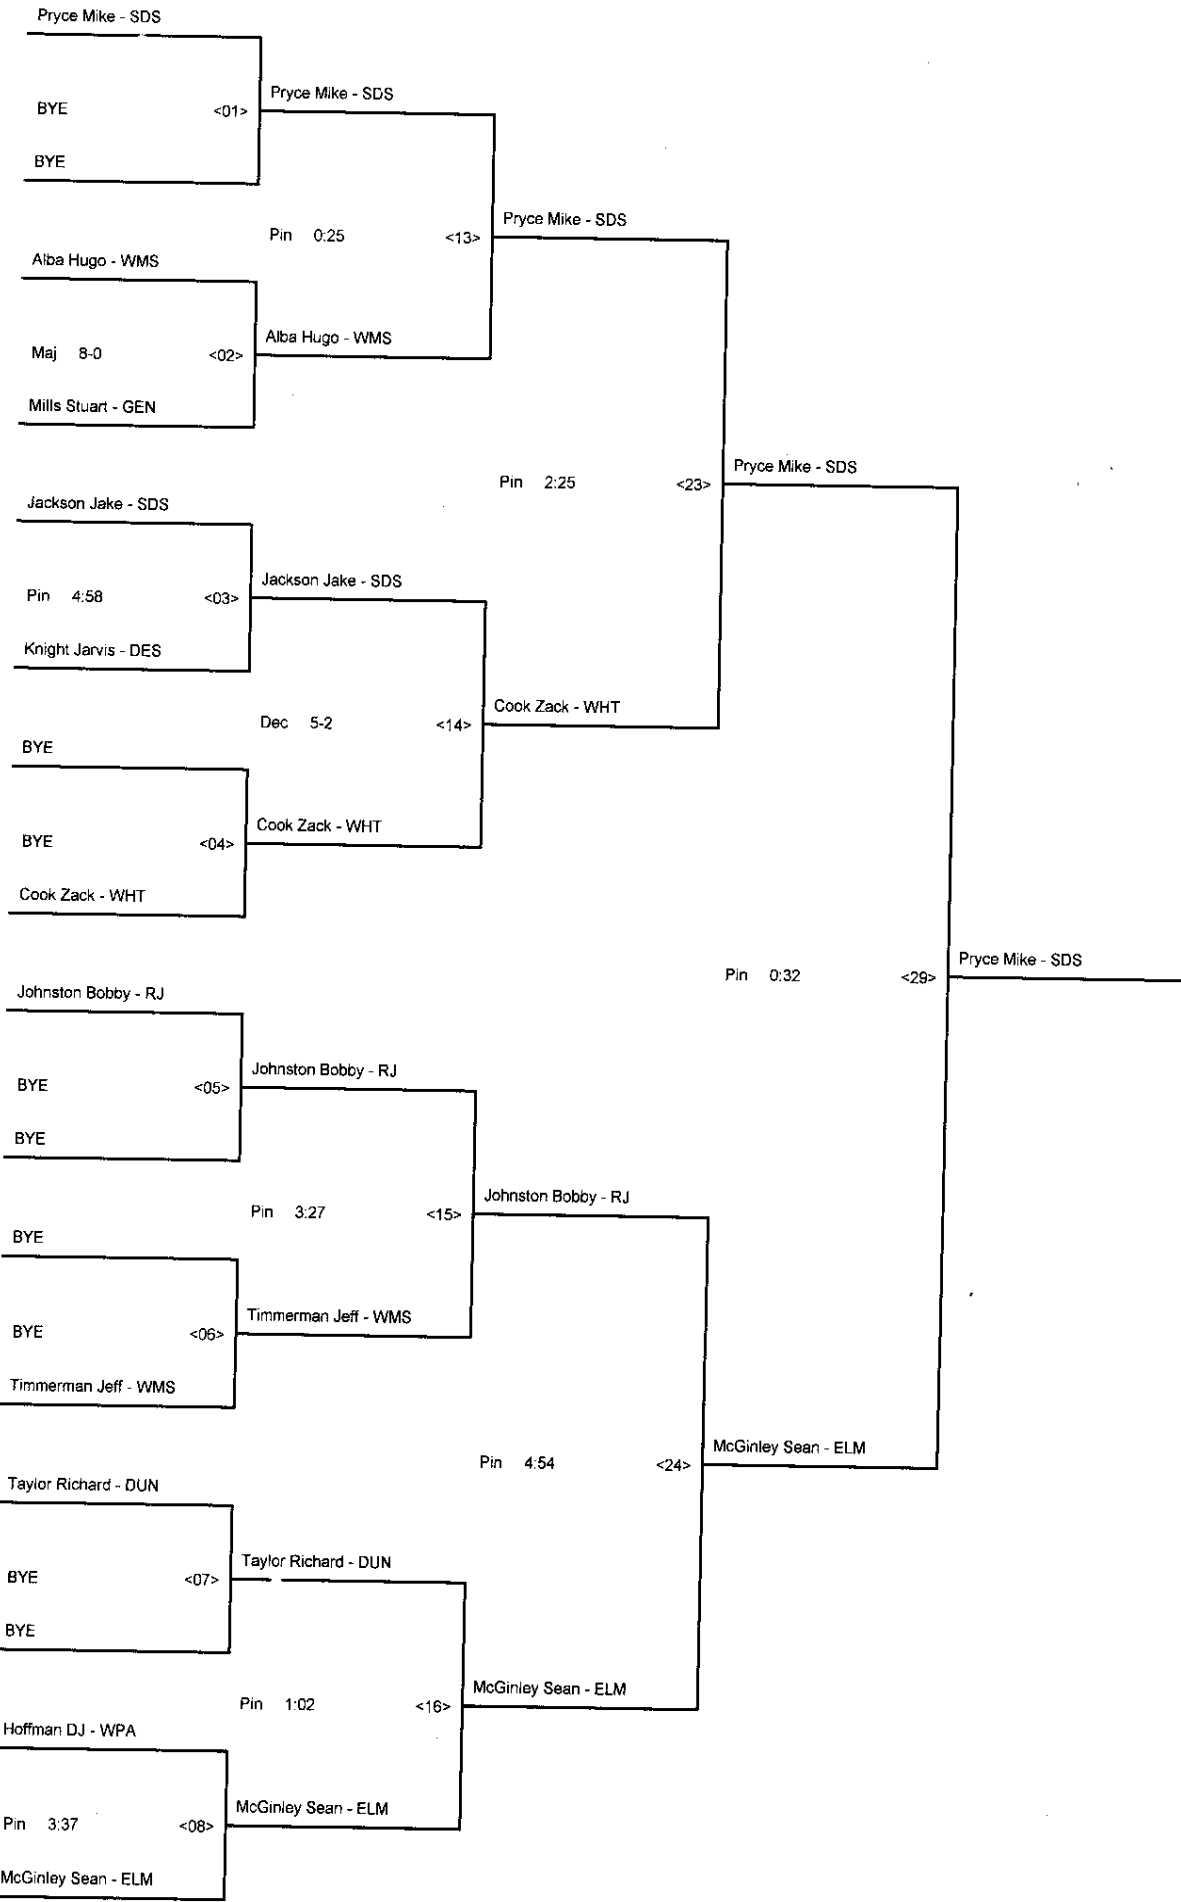 Pryce Mike - SDS
Pryce Mike - SDS
BYE <01>
BYE
Pryce Mike - SDS
Pin 0:25 <13>
Alba Hugo - WMS
Alba Hugo - WMS
Maj 8-0 <02>
Mills Stuart - GEN
Pryce Mike - SDS
Pin 2:25 <23>
Jackson Jake - SDS
Jackson Jake - SDS
Pin 4:58 <03>
Knight Jarvis - DES
Cook Zack - WHT
Dec 5-2 <14>
BYE
Cook Zack - WHT
BYE <04>
Cook Zack - WHT
Pryce Mike - SDS
Pin 0:32 <29>
Johnston Bobby - RJ
Johnston Bobby - RJ
BYE <05>
BYE
Johnston Bobby - RJ
Pin 3:27 <15>
BYE
Timmerman Jeff - WMS
BYE <06>
Timmerman Jeff - WMS
McGinley Sean - ELM
Pin 4:54 <24>
Taylor Richard - DUN
Taylor Richard - DUN
BYE <07>
BYE
McGinley Sean - ELM
Pin 1:02 <16>
Hoffman DJ - WPA
McGinley Sean - ELM
Pin 3:37 <08>
McGinley Sean - ELM